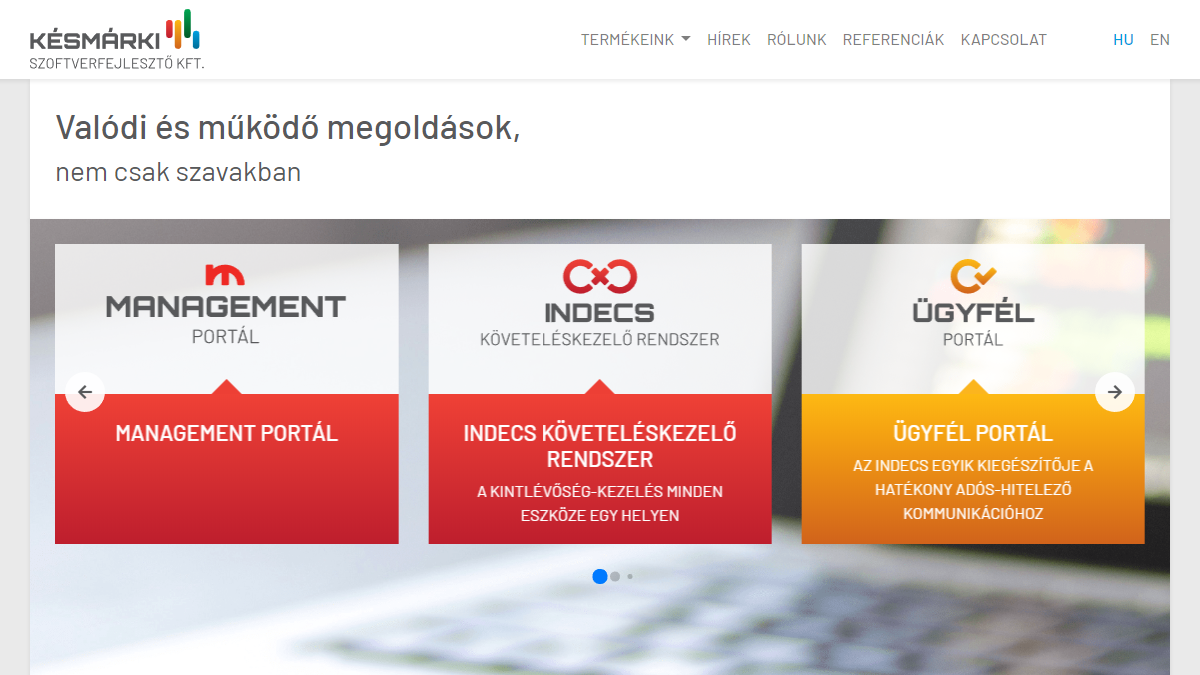 KÉSMÁRKI
SZOFTVERFEJLESZTŐ KFT.
TERMÉKEINK HÍREK RÓLUNK REFERENCIÁK KAPCSOLAT HU EN
Valódi és működő megoldások,
nem csak szavakban
MANAGEMENT
PORTÁL
MANAGEMENT PORTÁL
INDECS
KÖVETELÉSKEZELŐ RENDSZER
INDECS KÖVETELÉSKEZELŐ
RENDSZER
A KINTLÉVŐSÉG-KEZELÉS MINDEN
ESZKÖZE EGY HELYEN
ÜGYFÉL
PORTÁL
ÜGYFÉL PORTÁL
AZ INDECS EGYIK KIEGÉSZÍTŐJE A
HATÉKONY ADÓS-HITELEZŐ
KOMMUNIKÁCIÓHOZ